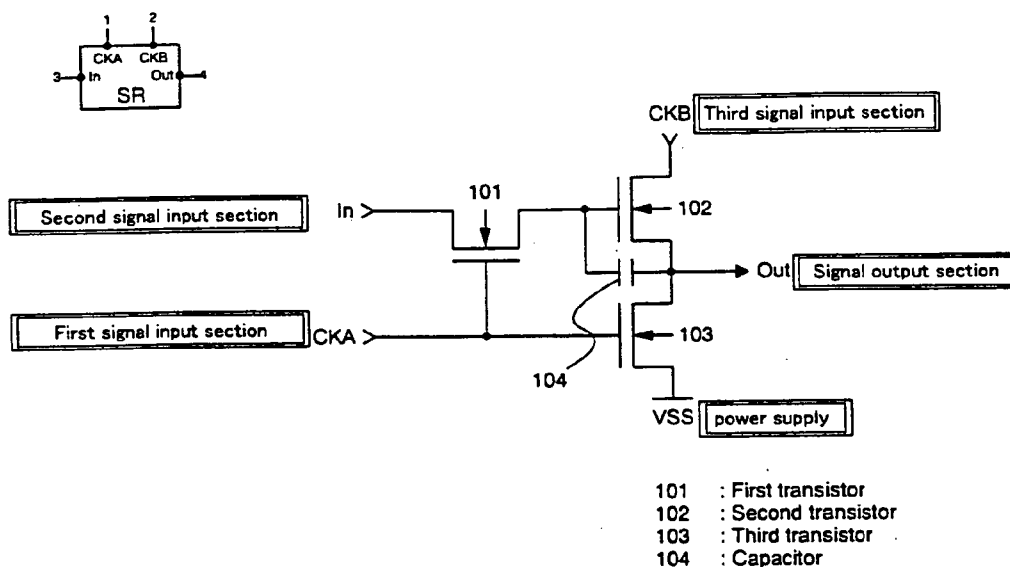 1 2
CKA CKB
3 In Out 4
SR
CKB Third signal input section
101
Second signal input section In
102
Out Signal output section
First signal input section CKA
103
104
VSS power supply
101 : First transistor
102 : Second transistor
103 : Third transistor
104 : Capacitor